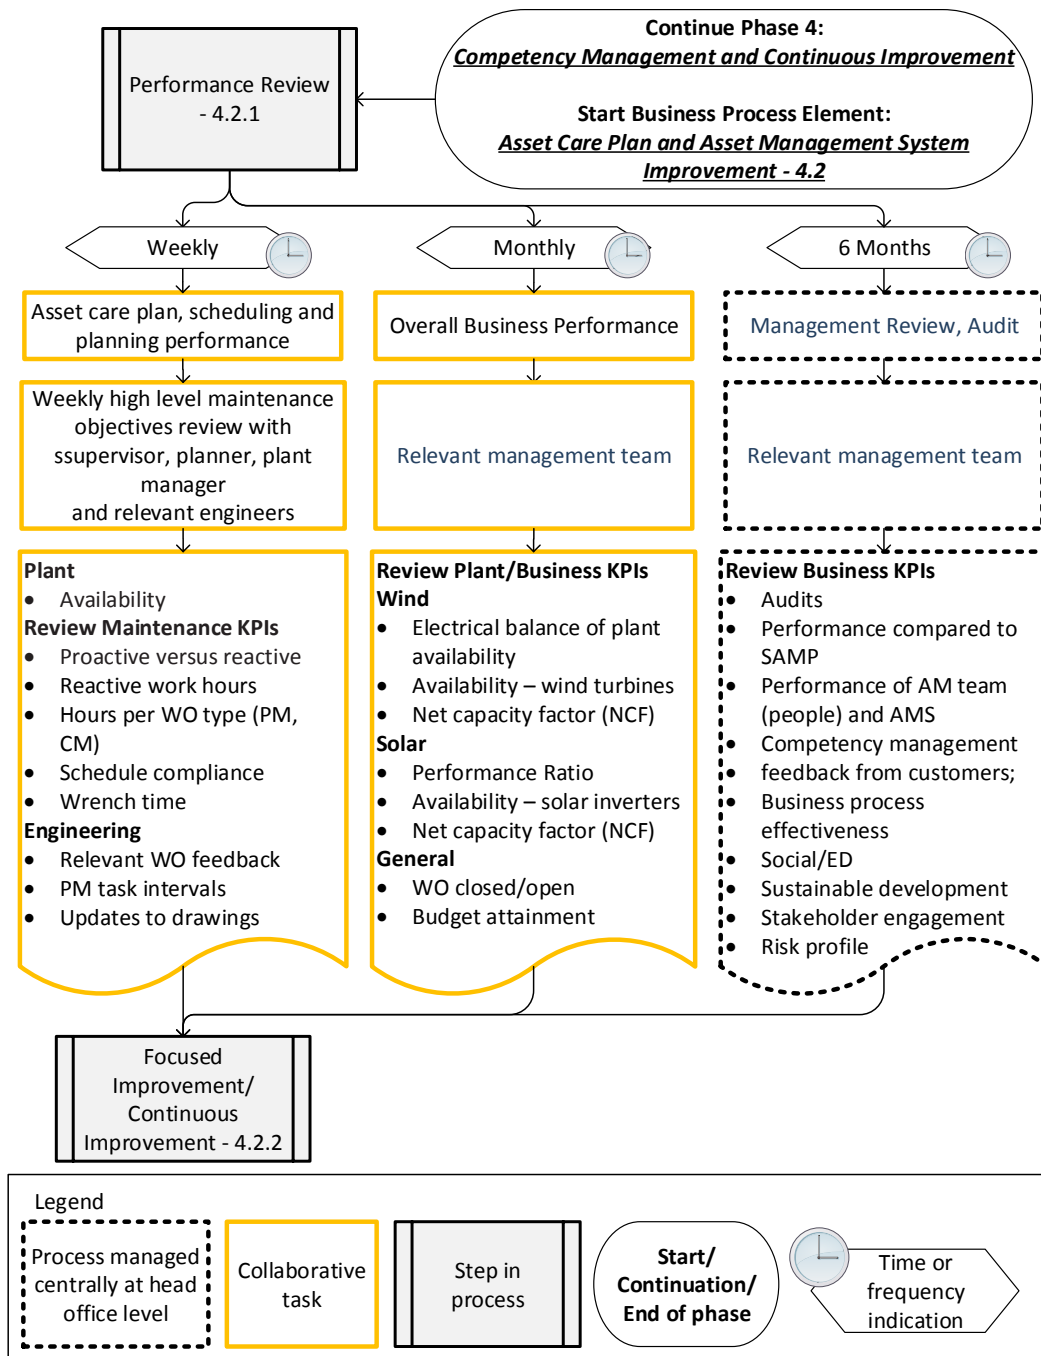 Continue Phase 4:
Competency Management and Continuous Improvement
Start Business Process Element:
Asset Care Plan and Asset Management System
Improvement - 4.2
Performance Review
- 4.2.1
Weekly
Monthly
6 Months
Asset care plan, scheduling and
planning performance
Overall Business Performance
Management Review, Audit
Weekly high level maintenance
objectives review with
ssupervisor, planner, plant
manager
and relevant engineers
Relevant management team
Relevant management team
Plant
• Availability
Review Maintenance KPIs
• Proactive versus reactive
• Reactive work hours
• Hours per WO type (PM,
CM)
• Schedule compliance
• Wrench time
Engineering
• Relevant WO feedback
• PM task intervals
• Updates to drawings
Review Plant/Business KPIs
Wind
• Electrical balance of plant
availability
• Availability – wind turbines
• Net capacity factor (NCF)
Solar
• Performance Ratio
• Availability – solar inverters
• Net capacity factor (NCF)
General
• WO closed/open
• Budget attainment
Review Business KPIs
• Audits
• Performance compared to
SAMP
• Performance of AM team
(people) and AMS
• Competency management
• feedback from customers;
• Business process
effectiveness
• Social/ED
• Sustainable development
• Stakeholder engagement
• Risk profile
Focused
Improvement/
Continuous
Improvement - 4.2.2
Legend
Process managed
centrally at head
office level
Collaborative
task
Step in
process
Start/
Continuation/
End of phase
Time or
frequency
indication